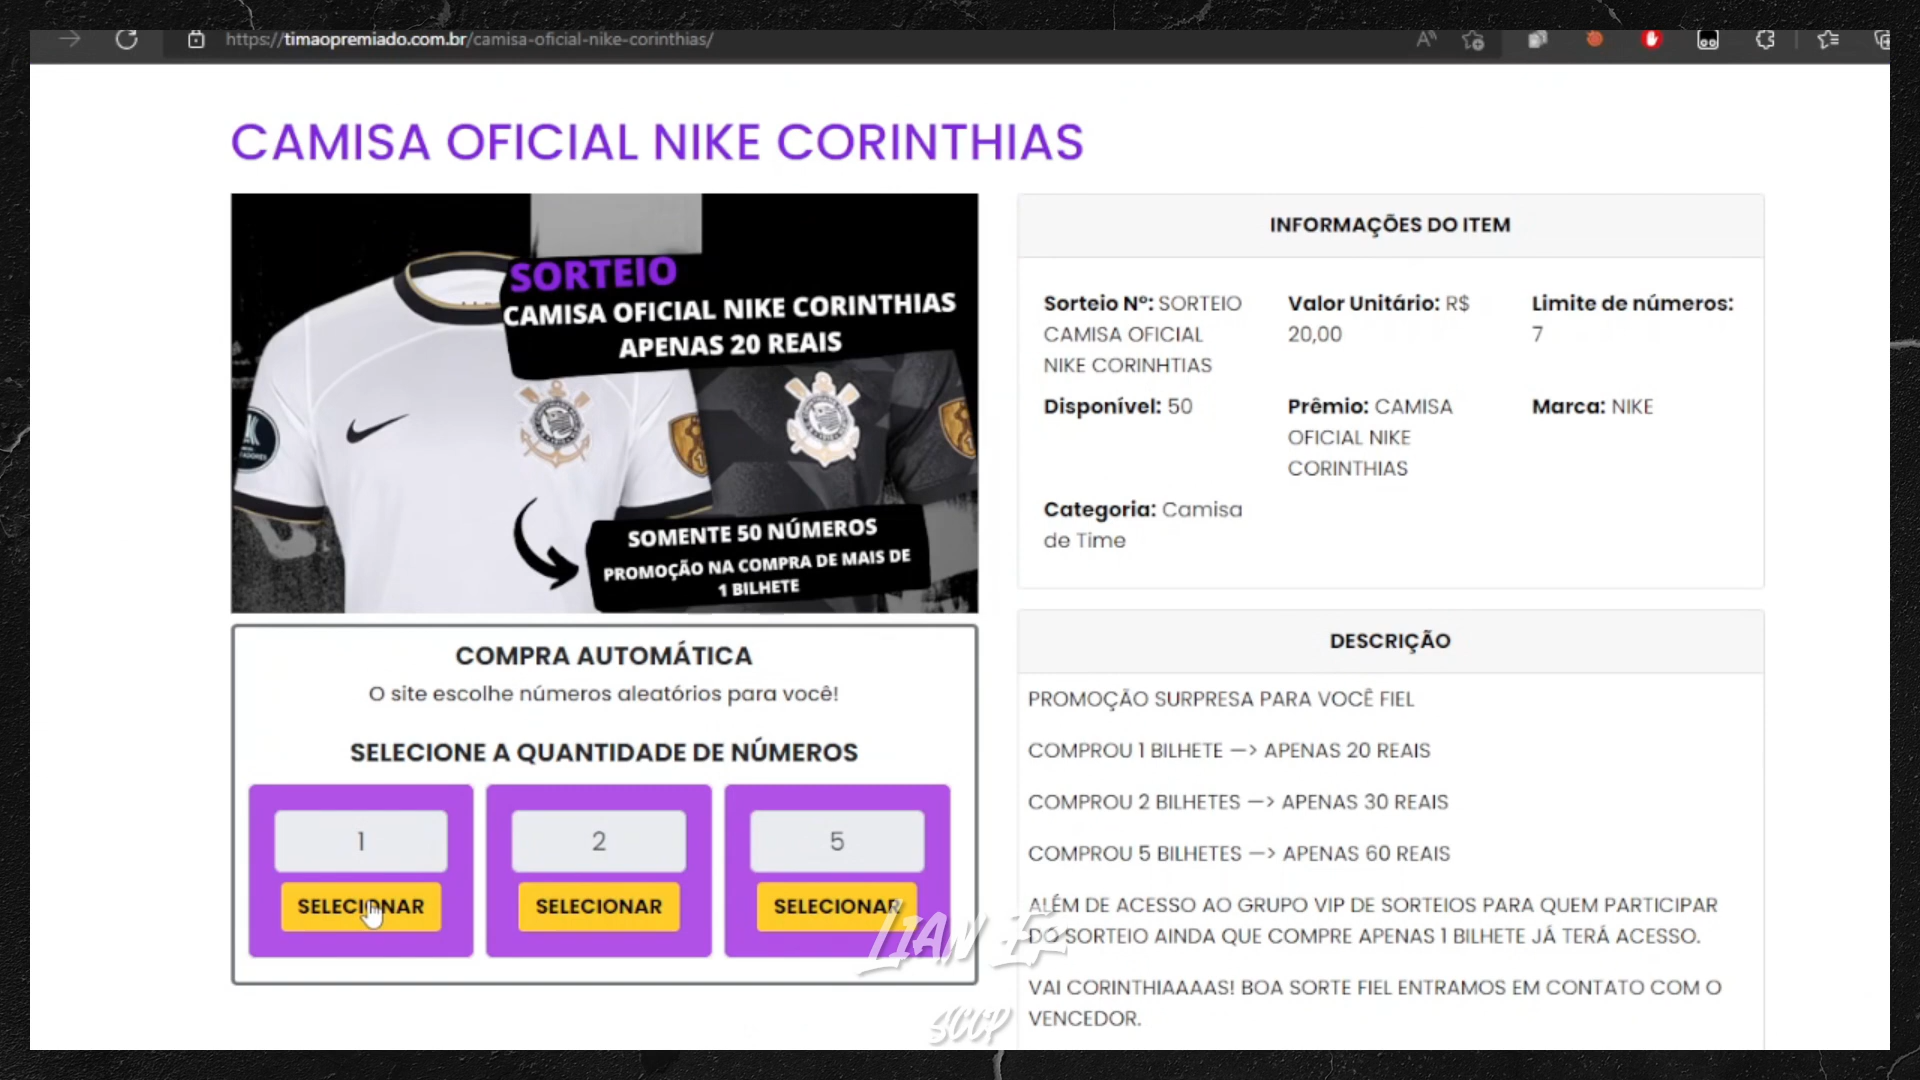 https://timaopremiado.com.br/camisa-oficial-nike-corinthias/
CAMISA OFICIAL NIKE CORINTHIAS
SORTEIO
CAMISA OFICIAL NIKE CORINTHIAS
APENAS 20 REAIS
SOMENTE 50 NÚMEROS
PROMOÇÃO NA COMPRA DE MAIS DE
1 BILHETE
COMPRA AUTOMÁTICA
O site escolhe números aleatórios para você!
SELECIONE A QUANTIDADE DE NÚMEROS
1 2 5
SELECIONAR SELECIONAR SELECIONAR
INFORMAÇÕES DO ITEM
Sorteio Nº: SORTEIO
CAMISA OFICIAL
NIKE CORINHTIAS
Valor Unitário: R$
20,00
Limite de números:
7
Disponível: 50
Prêmio: CAMISA
OFICIAL NIKE
CORINTHIAS
Marca: NIKE
Categoria: Camisa
de Time
DESCRIÇÃO
PROMOÇÃO SURPRESA PARA VOCÊ FIEL
COMPROU 1 BILHETE —> APENAS 20 REAIS
COMPROU 2 BILHETES —> APENAS 30 REAIS
COMPROU 5 BILHETES —> APENAS 60 REAIS
ALÉM DE ACESSO AO GRUPO VIP DE SORTEIOS PARA QUEM PARTICIPAR
DO SORTEIO AINDA QUE COMPRE APENAS 1 BILHETE JÁ TERÁ ACESSO.
VAI CORINTHIAAAAS! BOA SORTE FIEL ENTRAMOS EM CONTATO COM O
VENCEDOR.
LIAN
SCCP